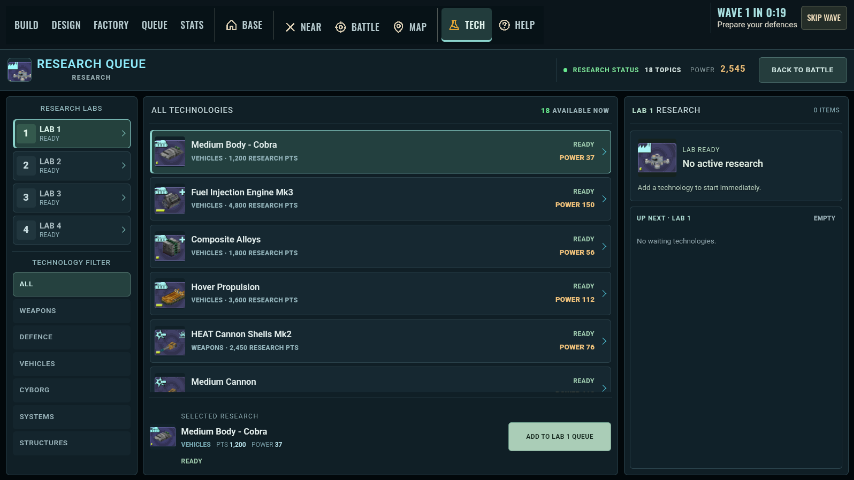 BUILD DESIGN FACTORY QUEUE STATS BASE NEAR BATTLE MAP TECH HELP
WAVE 1 IN 0:19
Prepare your defences
SKIP WAVE
RESEARCH QUEUE
RESEARCH
RESEARCH STATUS 18 TOPICS POWER 2,545
BACK TO BATTLE
RESEARCH LABS
1 LAB 1
READY
2 LAB 2
READY
3 LAB 3
READY
4 LAB 4
READY
TECHNOLOGY FILTER
ALL
WEAPONS
DEFENCE
VEHICLES
CYBORG
SYSTEMS
STRUCTURES
ALL TECHNOLOGIES
18 AVAILABLE NOW
Medium Body - Cobra
READY
VEHICLES · 1,200 RESEARCH PTS
POWER 37
Fuel Injection Engine Mk3
READY
VEHICLES · 4,800 RESEARCH PTS
POWER 150
Composite Alloys
READY
VEHICLES · 1,800 RESEARCH PTS
POWER 56
Hover Propulsion
READY
VEHICLES · 3,600 RESEARCH PTS
POWER 112
HEAT Cannon Shells Mk2
READY
WEAPONS · 2,450 RESEARCH PTS
POWER 76
Medium Cannon
READY
SELECTED RESEARCH
Medium Body - Cobra
VEHICLES PTS 1,200 POWER 37
READY
ADD TO LAB 1 QUEUE
LAB 1 RESEARCH
0 ITEMS
LAB READY
No active research
Add a technology to start immediately.
UP NEXT · LAB 1
EMPTY
No waiting technologies.